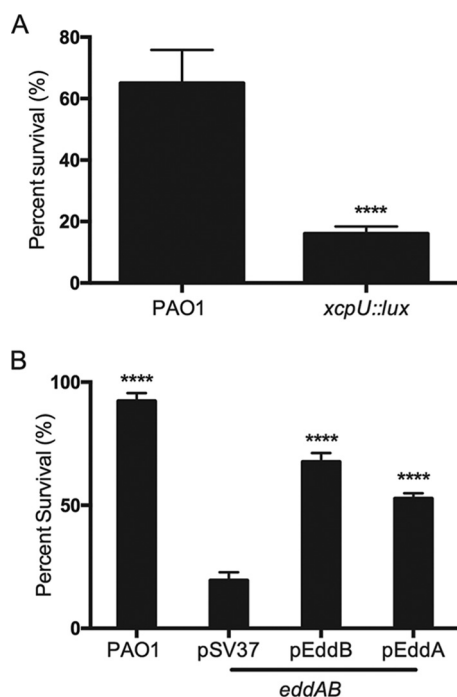 A
Percent survival (%)
80
60
40
20
0
****
PAO1
xcpU::lux
B
Percent Survival (%)
100
50
0
****
****
****
PAO1
pSV37
pEddB
pEddA
eddAB